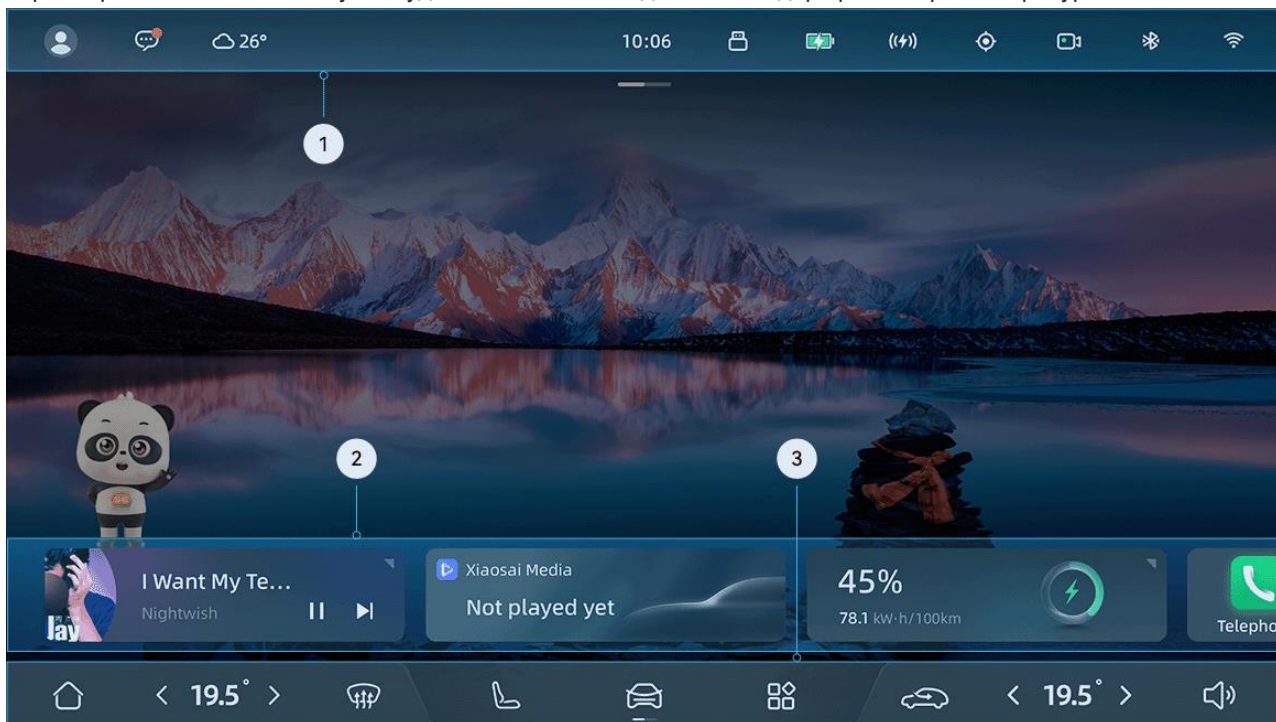 26°
10:06
1
2
3
I Want My Te...
Nightwish
Jay
Xiaosai Media
Not played yet
45%
78.1 kW·h/100km
Telepho
19.5°
19.5°